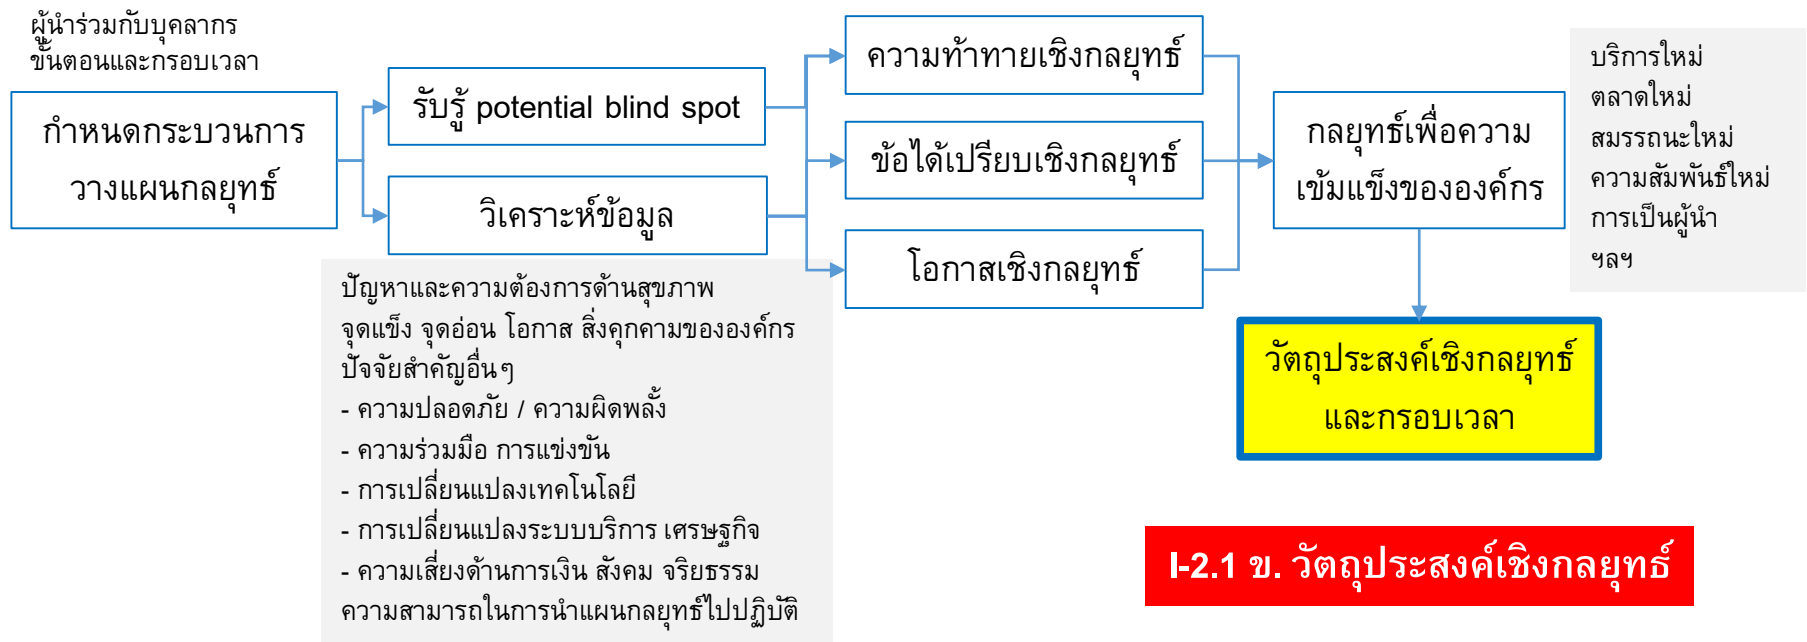 ผู้นำร่วมกับบุคลากร
ขั้นตอนและกรอบเวลา
กำหนดกระบวนการ
วางแผนกลยุทธ์
รับรู้ potential blind spot
วิเคราะห์ข้อมูล
ปัญหาและความต้องการด้านสุขภาพ
จุดแข็ง จุดอ่อน โอกาส สิ่งคุกคามขององค์กร
ปัจจัยสำคัญอื่นๆ
- ความปลอดภัย / ความผิดพลั้ง
- ความร่วมมือ การแข่งขัน
- การเปลี่ยนแปลงเทคโนโลยี
- การเปลี่ยนแปลงระบบบริการ เศรษฐกิจ
- ความเสี่ยงด้านการเงิน สังคม จริยธรรม
ความสามารถในการนำแผนกลยุทธ์ไปปฏิบัติ
ความท้าทายเชิงกลยุทธ์
ข้อได้เปรียบเชิงกลยุทธ์
โอกาสเชิงกลยุทธ์
กลยุทธ์เพื่อความ
เข้มแข็งขององค์กร
บริการใหม่
ตลาดใหม่
สมรรถนะใหม่
ความสัมพันธ์ใหม่
การเป็นผู้นำ
ฯลฯ
วัตถุประสงค์เชิงกลยุทธ์
และกรอบเวลา
I-2.1 ข. วัตถุประสงค์เชิงกลยุทธ์